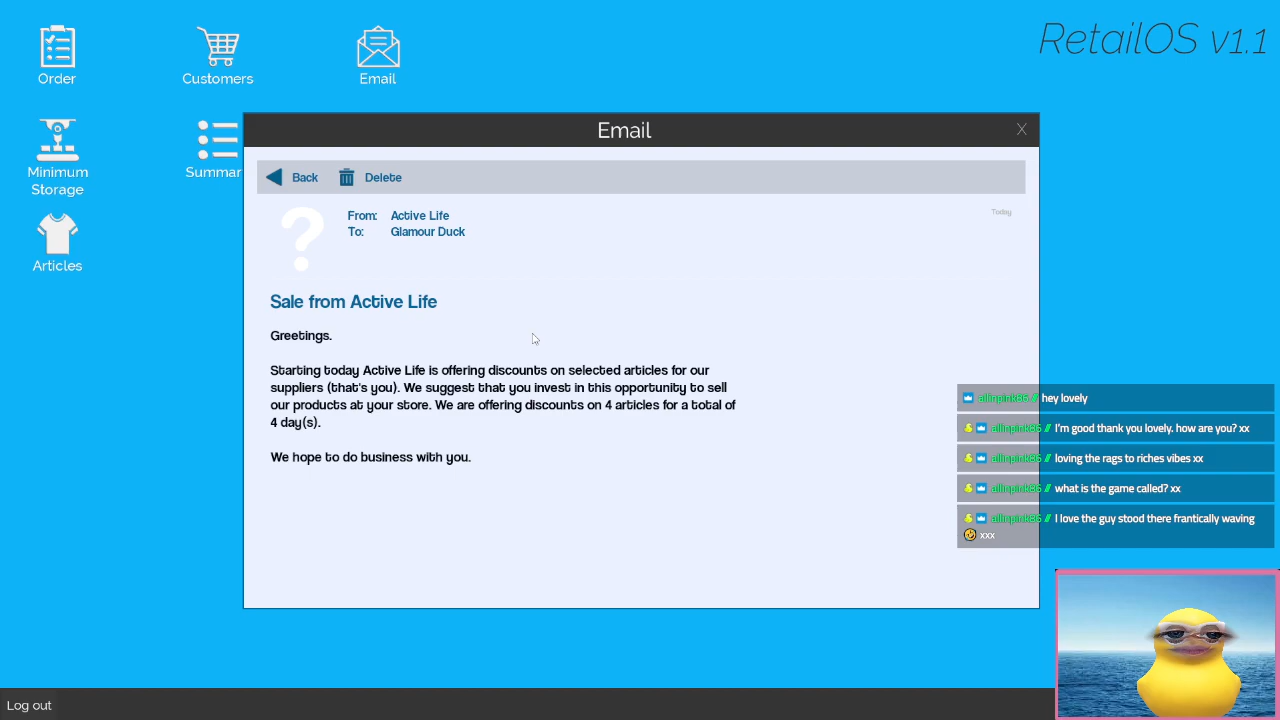 RetailOS v1.1
Order
Customers
Email
Minimum
Storage
Summar
Articles
Email
X
Back
Delete
From: Active Life
To: Glamour Duck
Today
Sale from Active Life
Greetings.
Starting today Active Life is offering discounts on selected articles for our
suppliers (that's you). We suggest that you invest in this opportunity to sell
our products at your store. We are offering discounts on 4 articles for a total of
4 day(s).
We hope to do business with you.
allinpink86 // hey lovely
allinpink86 // I'm good thank you lovely. how are you? xx
allinpink86 // loving the rags to riches vibes xx
allinpink86 // what is the game called? xx
allinpink86 // I love the guy stood there frantically waving
xxx
Log out